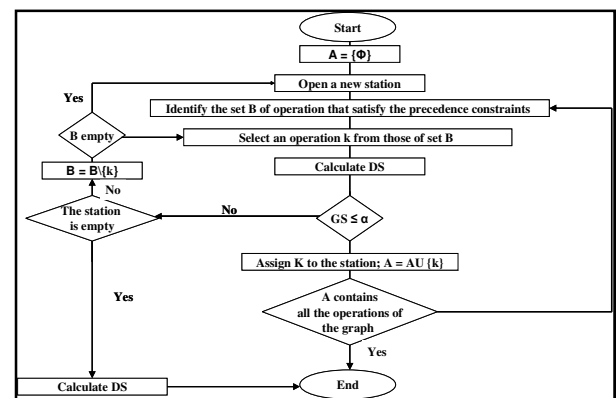 Start
A = {Φ}
Open a new station
Yes
Identify the set B of operation that satisfy the precedence constraints
B empty
Select an operation k from those of set B
B = B\{k}
Calculate DS
No
The station
is empty
No
GS ≤ α
Assign K to the station; A = AU {k}
Yes
A contains
all the operations of
the graph
Yes
Calculate DS
End